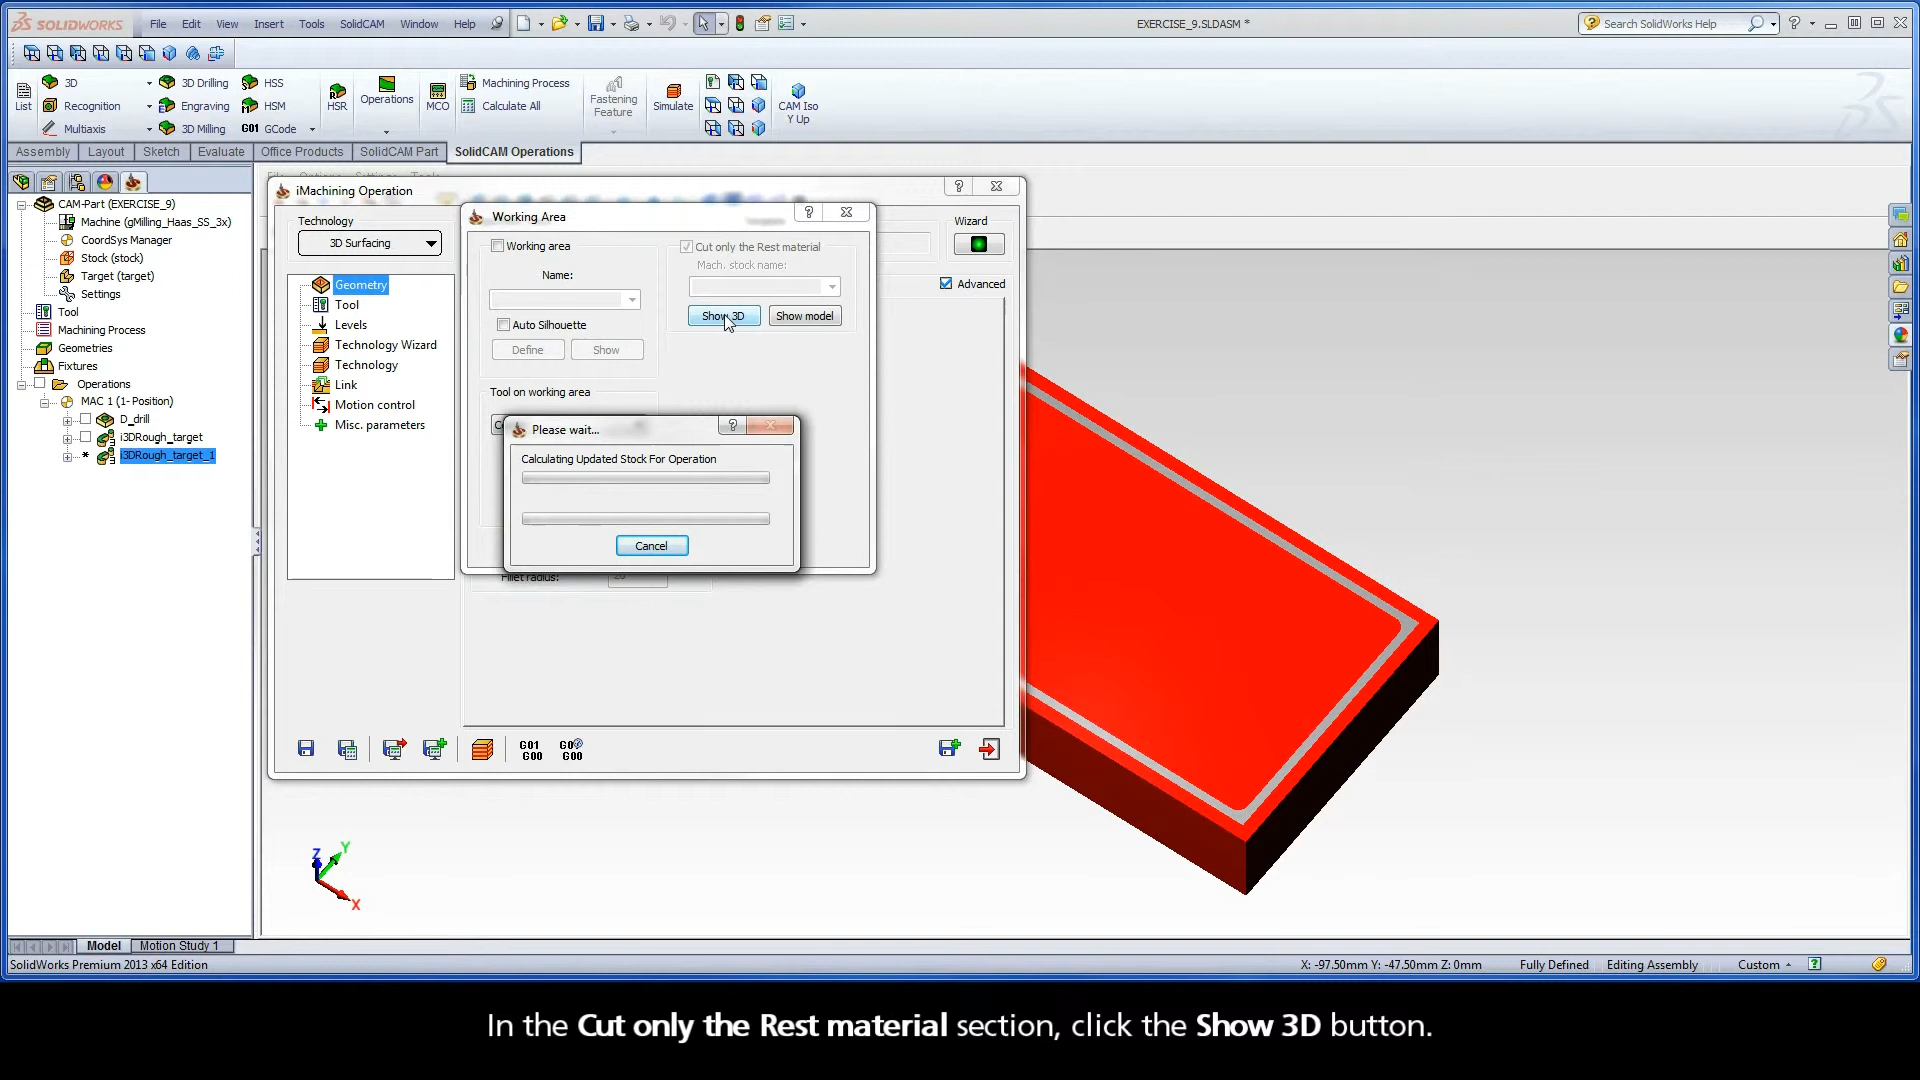 SOLIDWORKS File Edit View Insert Tools SolidCAM Window Help EXERCISE_9.SLDASM * Search SolidWorks Help
3D 3D Drilling HSS Machining Process
List Recognition Engraving HSM HSR Operations MCO Calculate All Fastening Feature Simulate CAM Iso Y Up
Multiaxis 3D Milling G01 GCode
Assembly Layout Sketch Evaluate Office Products SolidCAM Part SolidCAM Operations
CAM-Part (EXERCISE_9)
Machine (gMilling_Haas_SS_3x)
CoordSys Manager
Stock (stock)
Target (target)
Settings
Tool
Machining Process
Geometries
Fixtures
Operations
MAC 1 (1- Position)
D_drill
i3DRough_target
* i3DRough_target_1
iMachining Operation
Technology
3D Surfacing
Wizard
Advanced
Geometry
Tool
Levels
Technology Wizard
Technology
Link
Motion control
Misc. parameters
Working Area
Working area
Name:
Auto Silhouette
Define Show
Cut only the Rest material
Mach. stock name:
Show 3D Show model
Tool on working area
Please wait...
Calculating Updated Stock For Operation
Cancel
Fillet radius:
G01 G00
Z Y X
Model Motion Study 1
SolidWorks Premium 2013 x64 Edition X: -97.50mm Y: -47.50mm Z: 0mm Fully Defined Editing Assembly Custom
In the Cut only the Rest material section, click the Show 3D button.